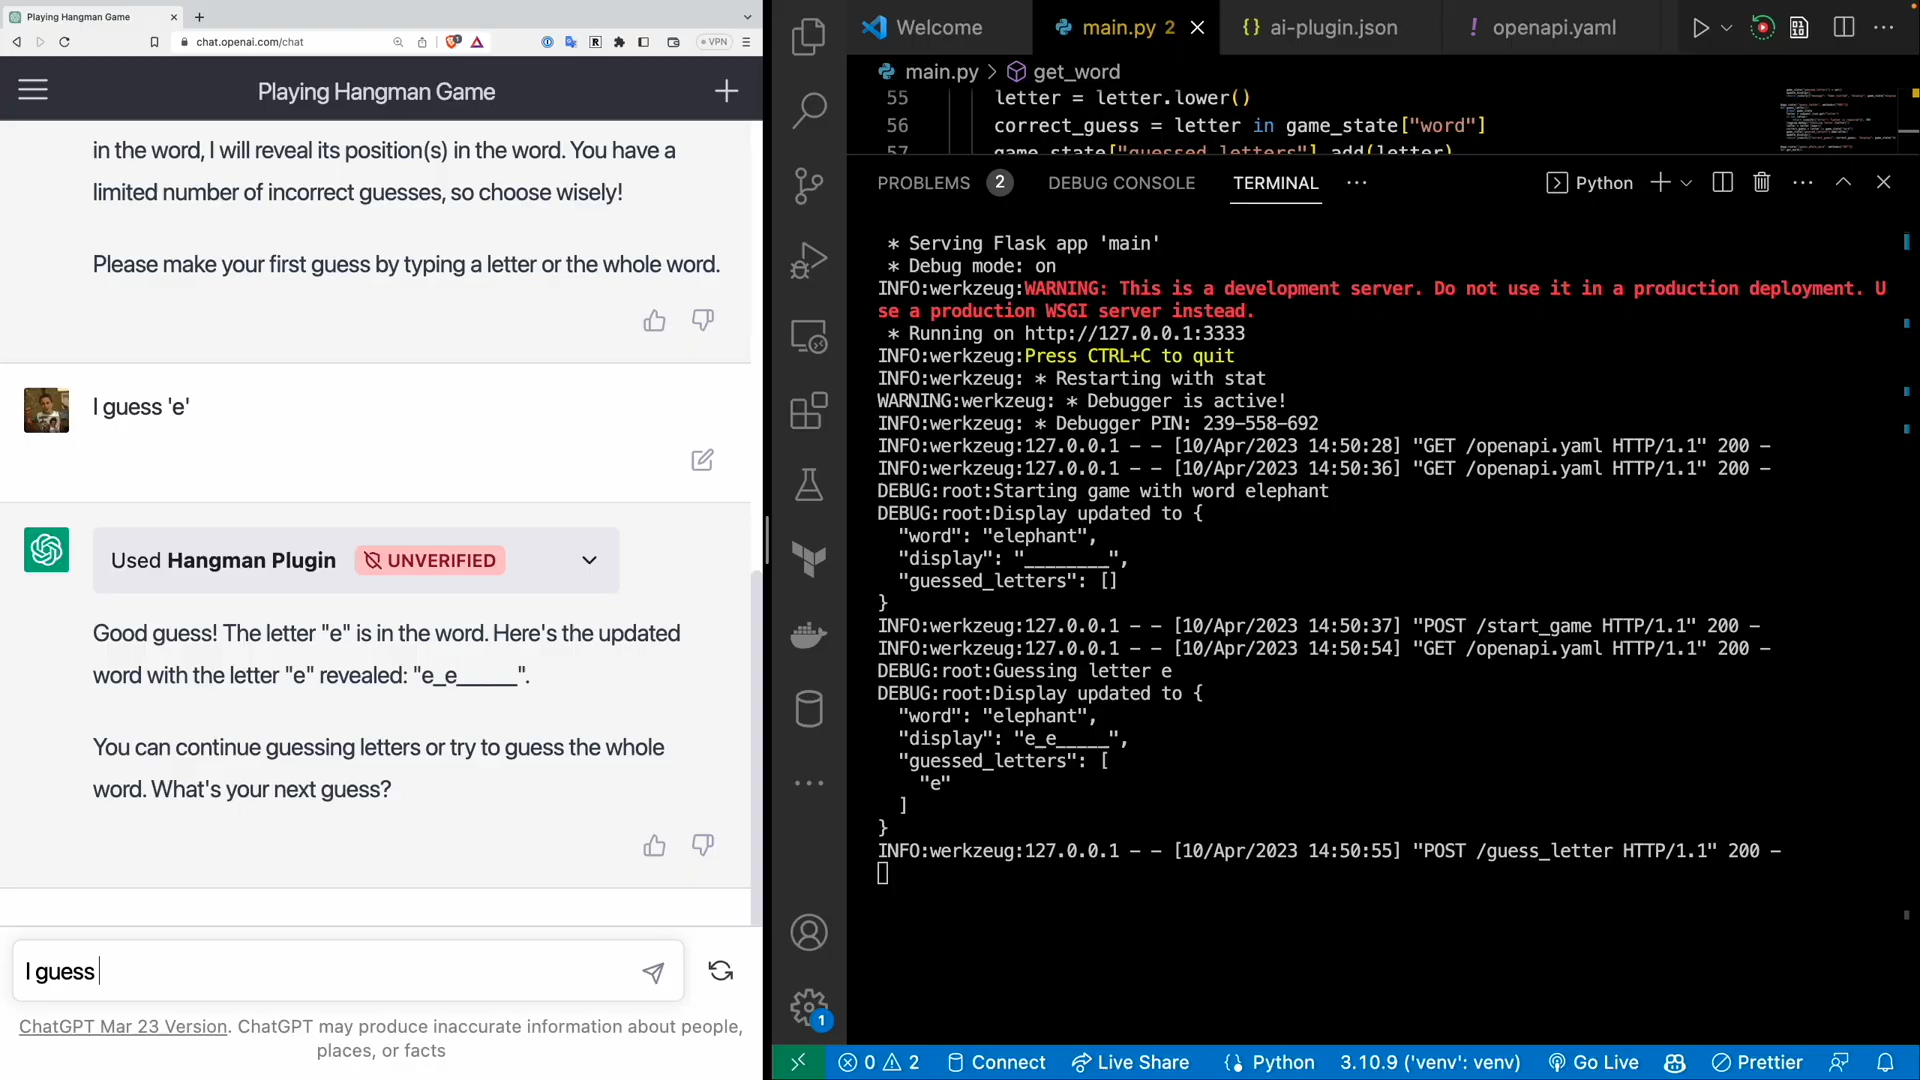 Playing Hangman Game
chat.openai.com/chat
VPN
Playing Hangman Game
in the word, I will reveal its position(s) in the word. You have a
limited number of incorrect guesses, so choose wisely!
Please make your first guess by typing a letter or the whole word.
I guess 'e'
Used Hangman Plugin UNVERIFIED
Good guess! The letter "e" is in the word. Here's the updated
word with the letter "e" revealed: "e_e_____".
You can continue guessing letters or try to guess the whole
word. What's your next guess?
I guess
ChatGPT Mar 23 Version. ChatGPT may produce inaccurate information about people,
places, or facts
Welcome
main.py 2
{} ai-plugin.json
! openapi.yaml
main.py > get_word
55 letter = letter.lower()
56 correct_guess = letter in game_state["word"]
57 game_state["guessed_letters"].add(letter)
PROBLEMS 2 DEBUG CONSOLE TERMINAL ... Python
* Serving Flask app 'main'
* Debug mode: on
INFO:werkzeug:WARNING: This is a development server. Do not use it in a production deployment. U
se a production WSGI server instead.
* Running on http://127.0.0.1:3333
INFO:werkzeug:Press CTRL+C to quit
INFO:werkzeug: * Restarting with stat
WARNING:werkzeug: * Debugger is active!
INFO:werkzeug: * Debugger PIN: 239-558-692
INFO:werkzeug:127.0.0.1 - - [10/Apr/2023 14:50:28] "GET /openapi.yaml HTTP/1.1" 200 -
INFO:werkzeug:127.0.0.1 - - [10/Apr/2023 14:50:36] "GET /openapi.yaml HTTP/1.1" 200 -
DEBUG:root:Starting game with word elephant
DEBUG:root:Display updated to {
"word": "elephant",
"display": "________",
"guessed_letters": []
}
INFO:werkzeug:127.0.0.1 - - [10/Apr/2023 14:50:37] "POST /start_game HTTP/1.1" 200 -
INFO:werkzeug:127.0.0.1 - - [10/Apr/2023 14:50:54] "GET /openapi.yaml HTTP/1.1" 200 -
DEBUG:root:Guessing letter e
DEBUG:root:Display updated to {
"word": "elephant",
"display": "e_e_____",
"guessed_letters": [
"e"
]
}
INFO:werkzeug:127.0.0.1 - - [10/Apr/2023 14:50:55] "POST /guess_letter HTTP/1.1" 200 -
1
0 2 Connect Live Share Python 3.10.9 ('venv': venv) Go Live Prettier